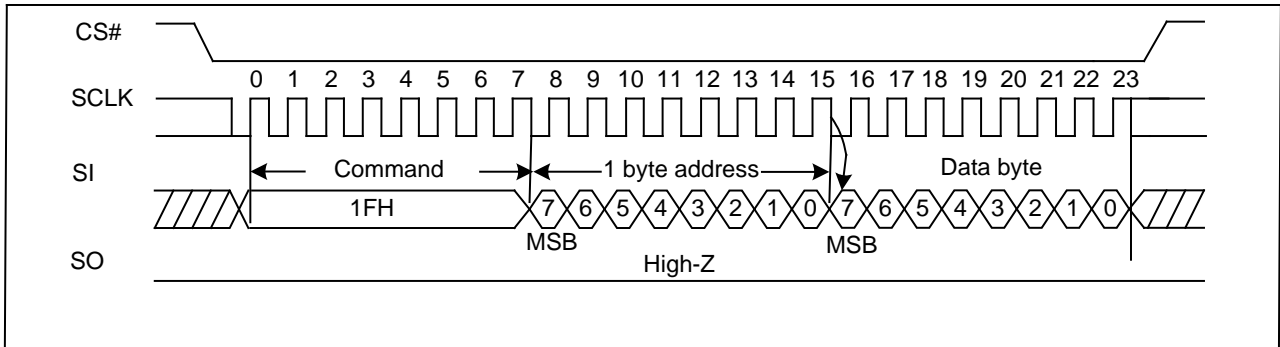 CS#
0 1 2 3 4 5 6 7 8 9 10 11 12 13 14 15 16 17 18 19 20 21 22 23
SCLK
SI Command 1 byte address Data byte
1FH 7 6 5 4 3 2 1 0 7 6 5 4 3 2 1 0
MSB MSB
SO High-Z